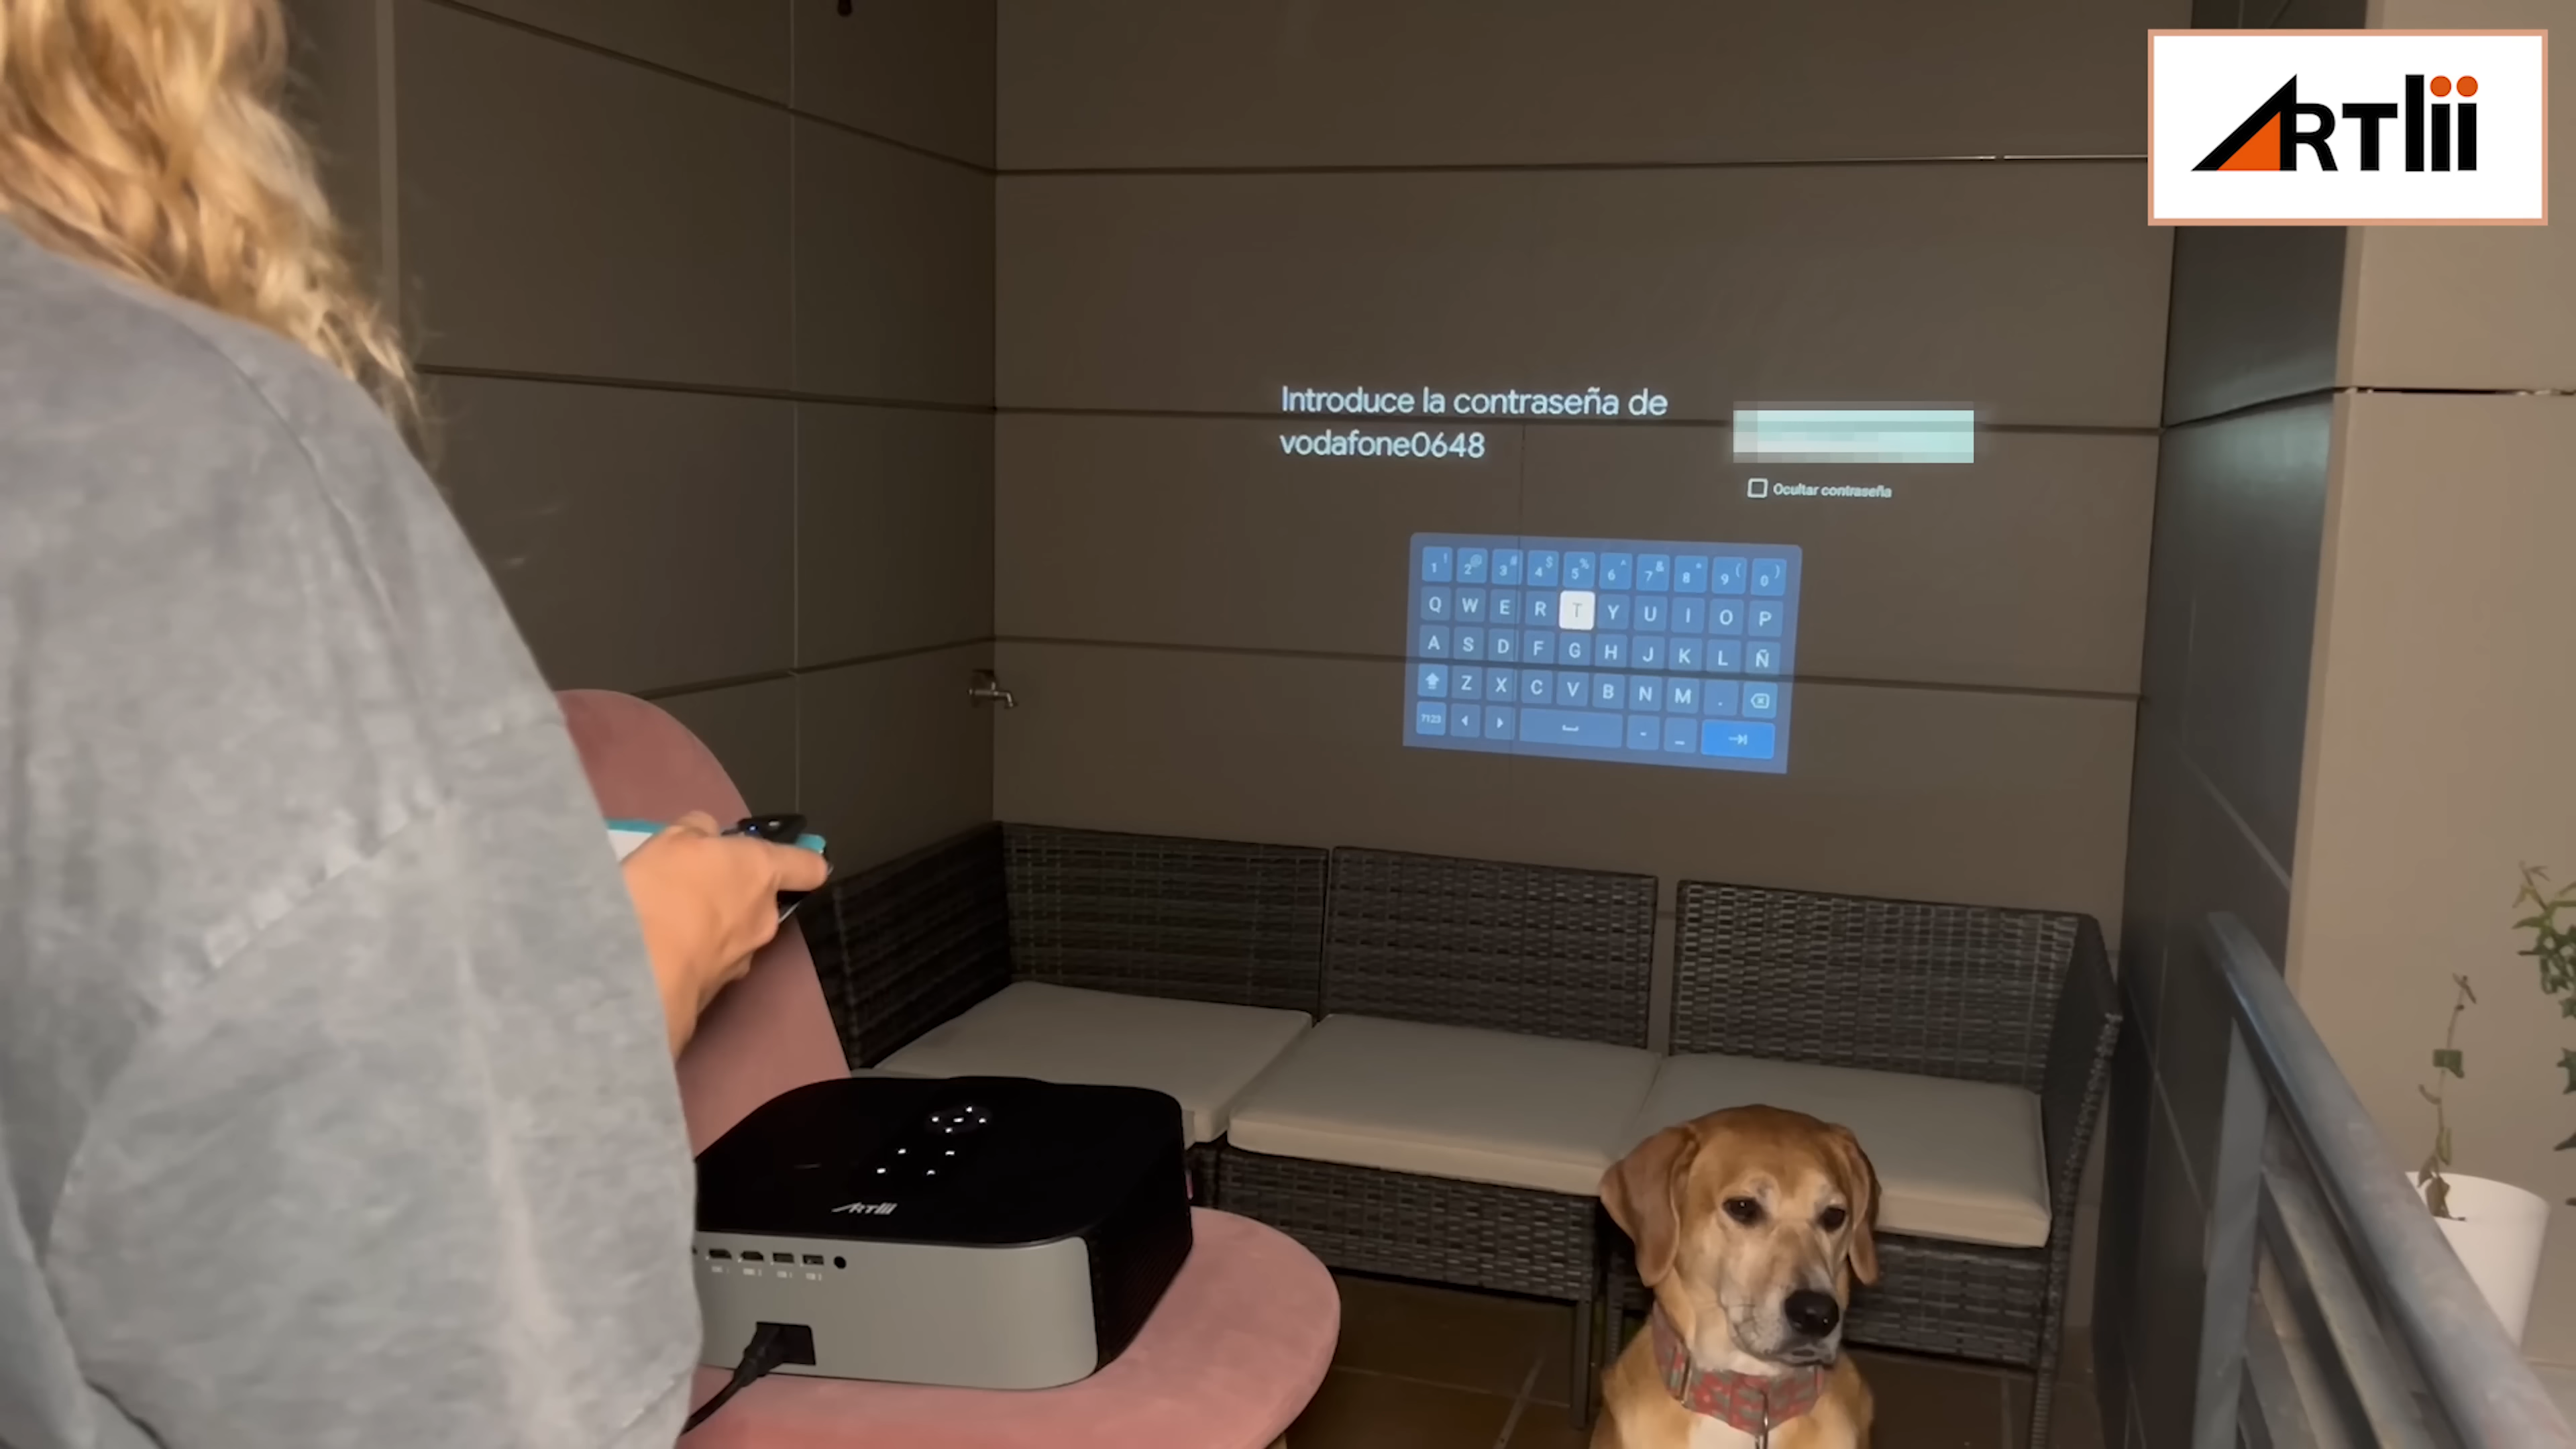 ARTlii
Introduce la contraseña de
vodafone0648
Ocultar contraseña
1 ! 2 @ 3 # 4 $ 5 % 6 ^ 7 & 8 * 9 ( 0 )
Q W E R T Y U I O P
A S D F G H J K L Ñ
Z X C V B N M .
?123 - _
ARTlii